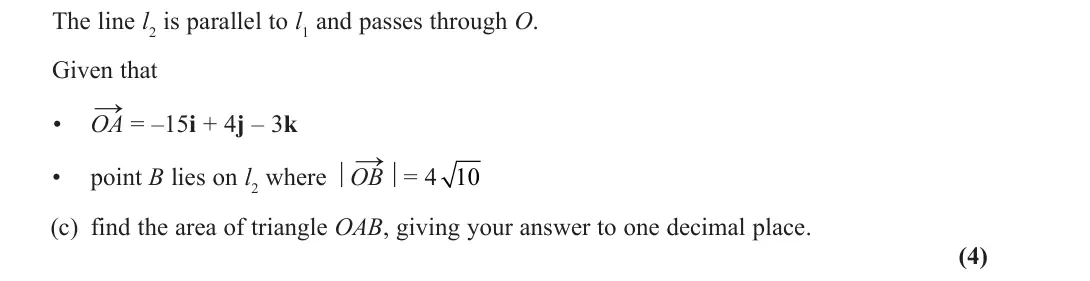 The line l₂ is parallel to l₁ and passes through O.
Given that
• \overrightarrow{OA} = –15i + 4j – 3k
• point B lies on l₂ where |\overrightarrow{OB}| = 4√10
(c) find the area of triangle OAB, giving your answer to one decimal place.
(4)